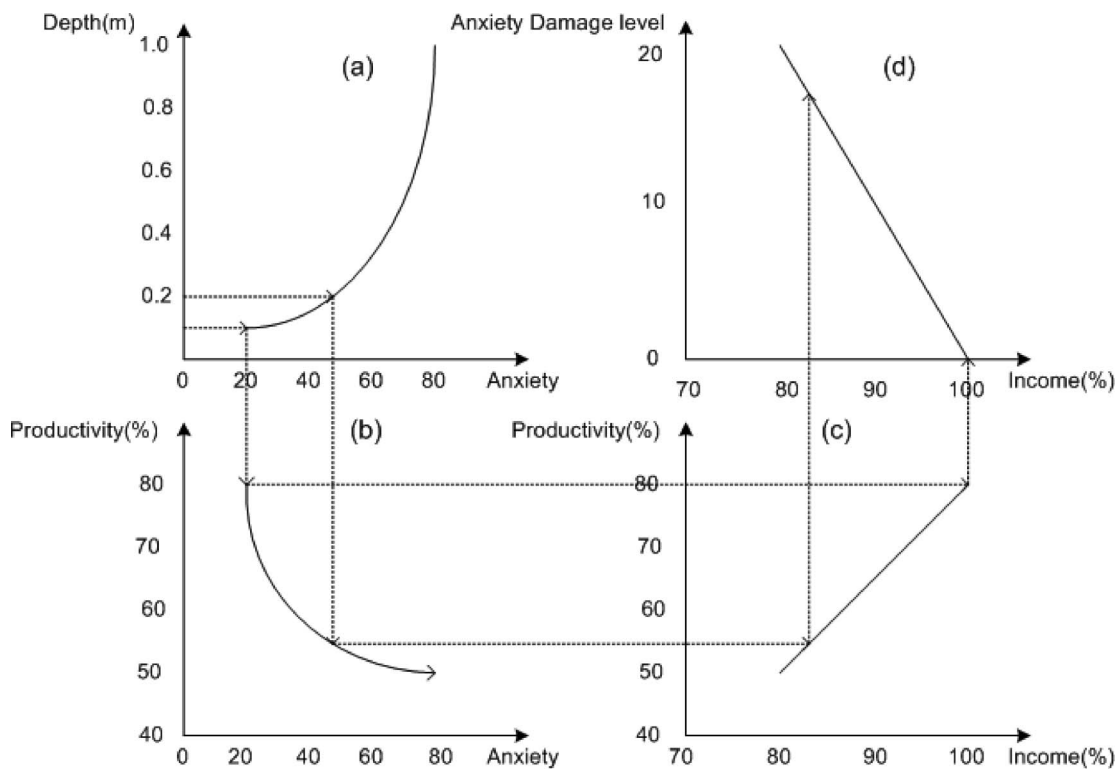 Depth(m)
1.0
(a)
0.8
0.6
0.4
0.2
0 20 40 60 80 Anxiety
Anxiety Damage level
20
(d)
10
0
70 80 90 100 Income(%)
Productivity(%)
(b)
80
70
60
50
40
0 20 40 60 80 Anxiety
Productivity(%)
(c)
80
70
60
50
40
70 80 90 100 Income(%)